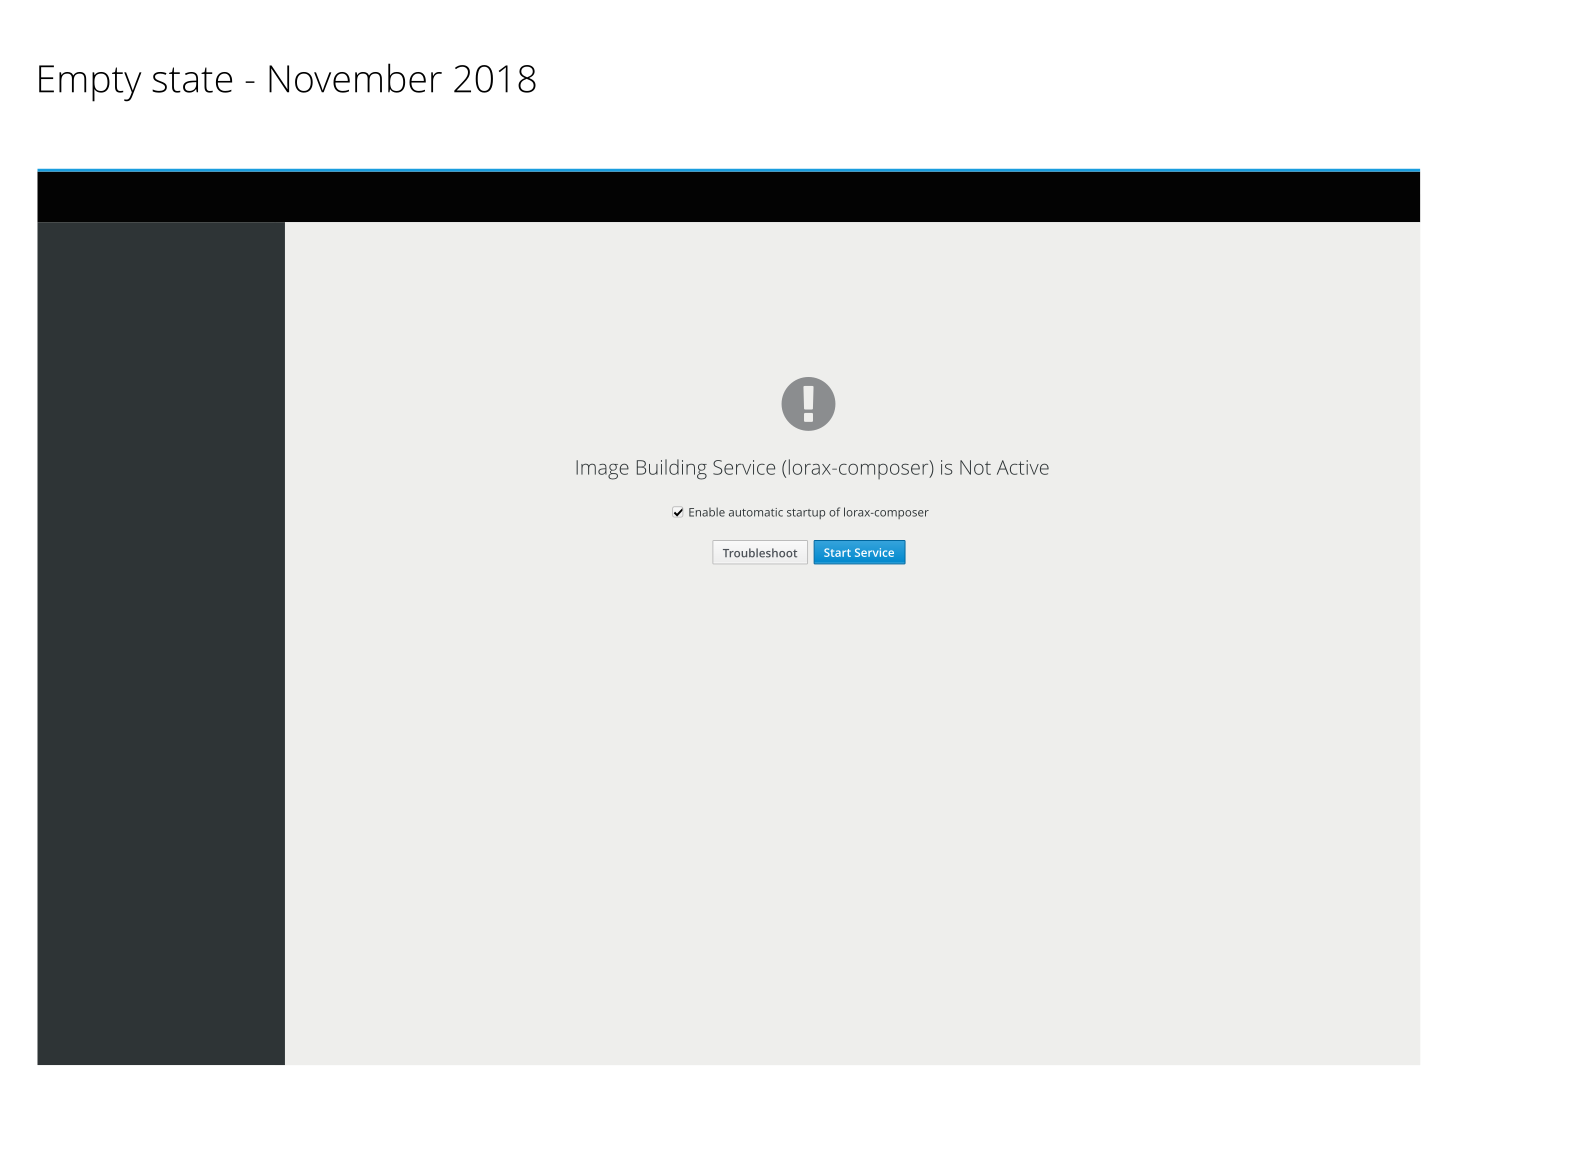 Empty state - November 2018
Image Building Service (lorax-composer) is Not Active
Enable automatic startup of lorax-composer
Troubleshoot Start Service